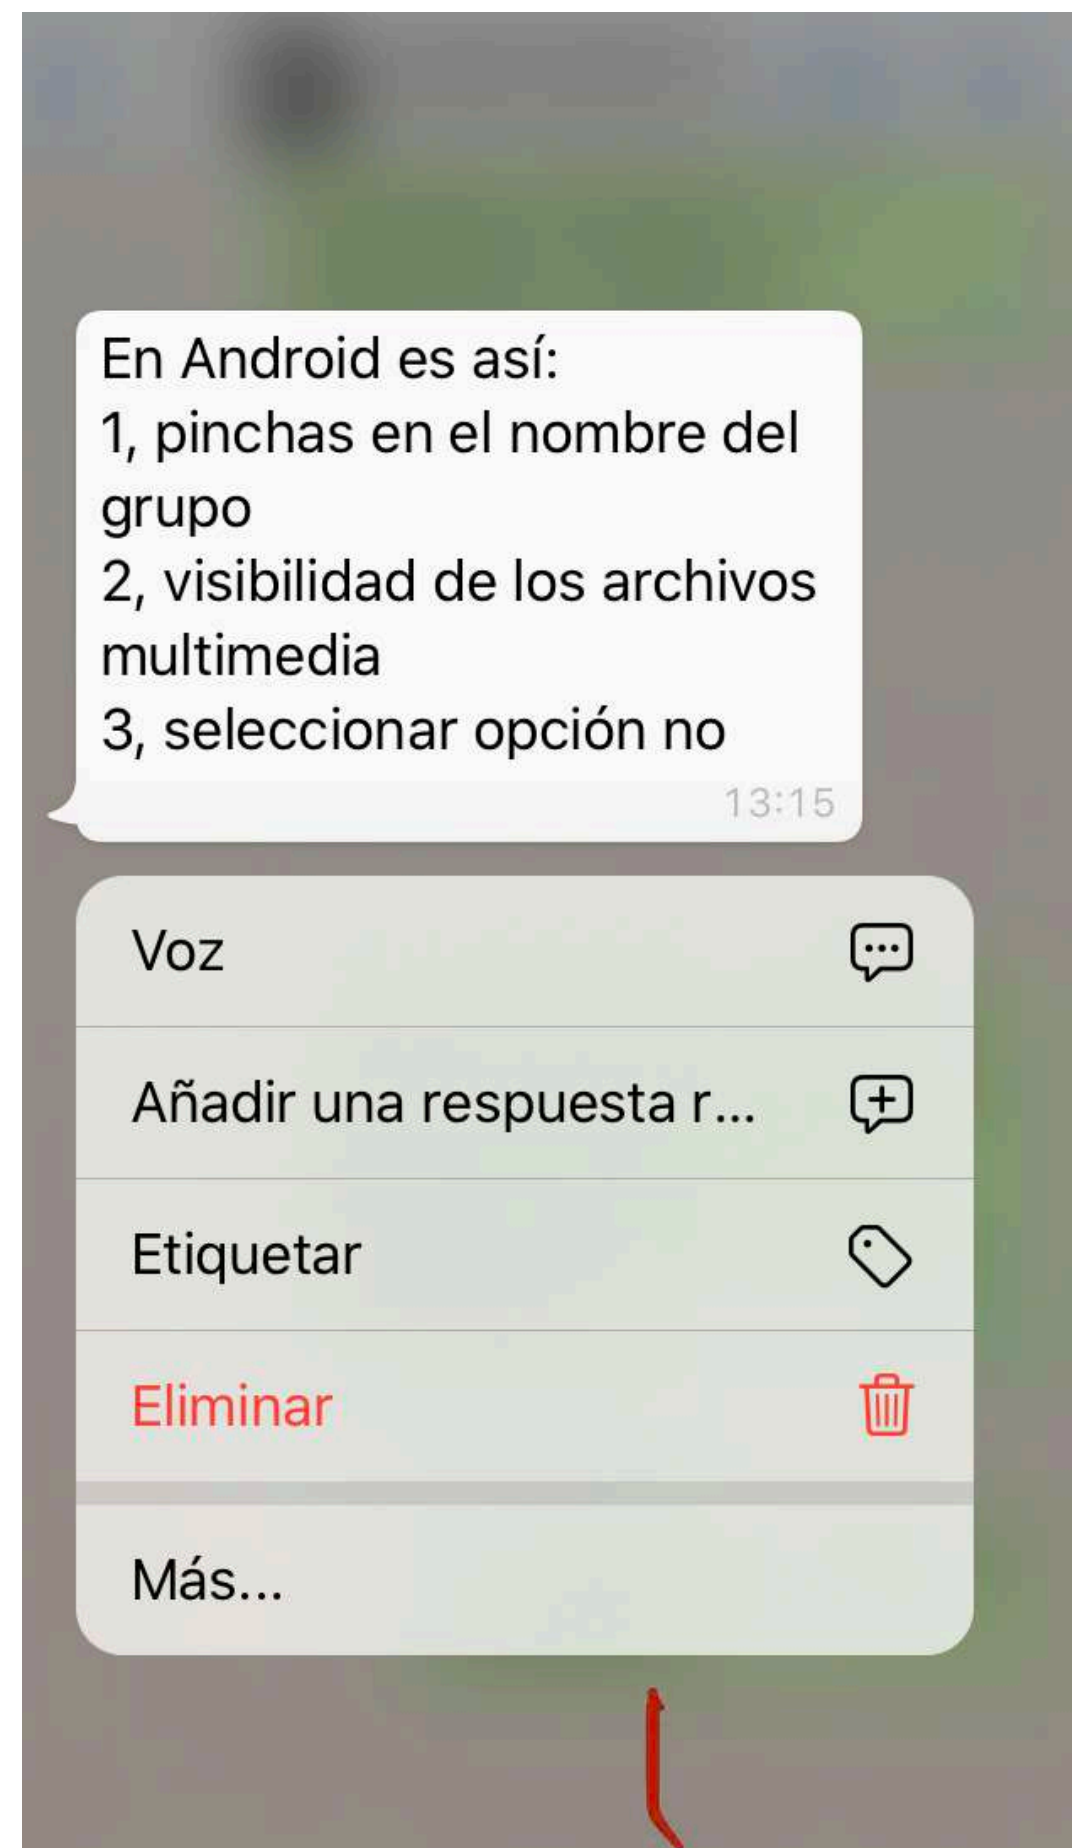 En Android es así:
1, pinchas en el nombre del
grupo
2, visibilidad de los archivos
multimedia
3, seleccionar opción no
13:15
Voz
Añadir una respuesta r...
Etiquetar
Eliminar
Más...